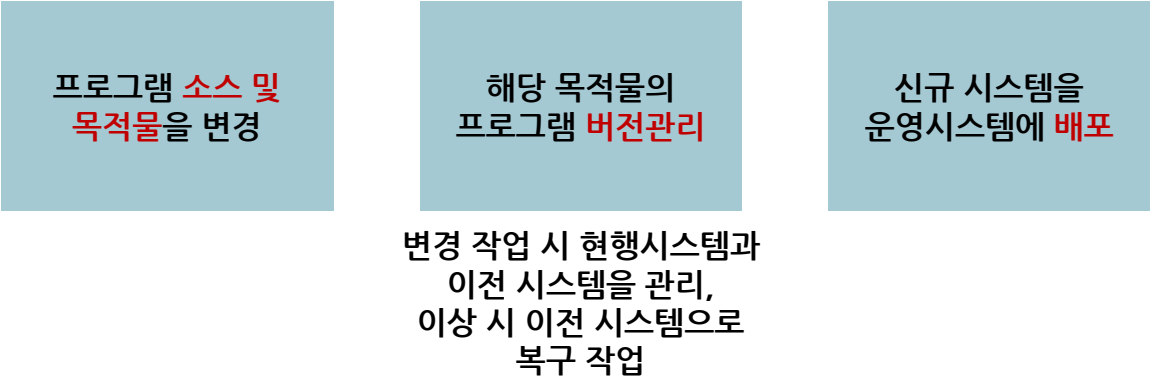 프로그램 소스 및
목적물을 변경
해당 목적물의
프로그램 버전관리
신규 시스템을
운영시스템에 배포
변경 작업 시 현행시스템과
이전 시스템을 관리,
이상 시 이전 시스템으로
복구 작업